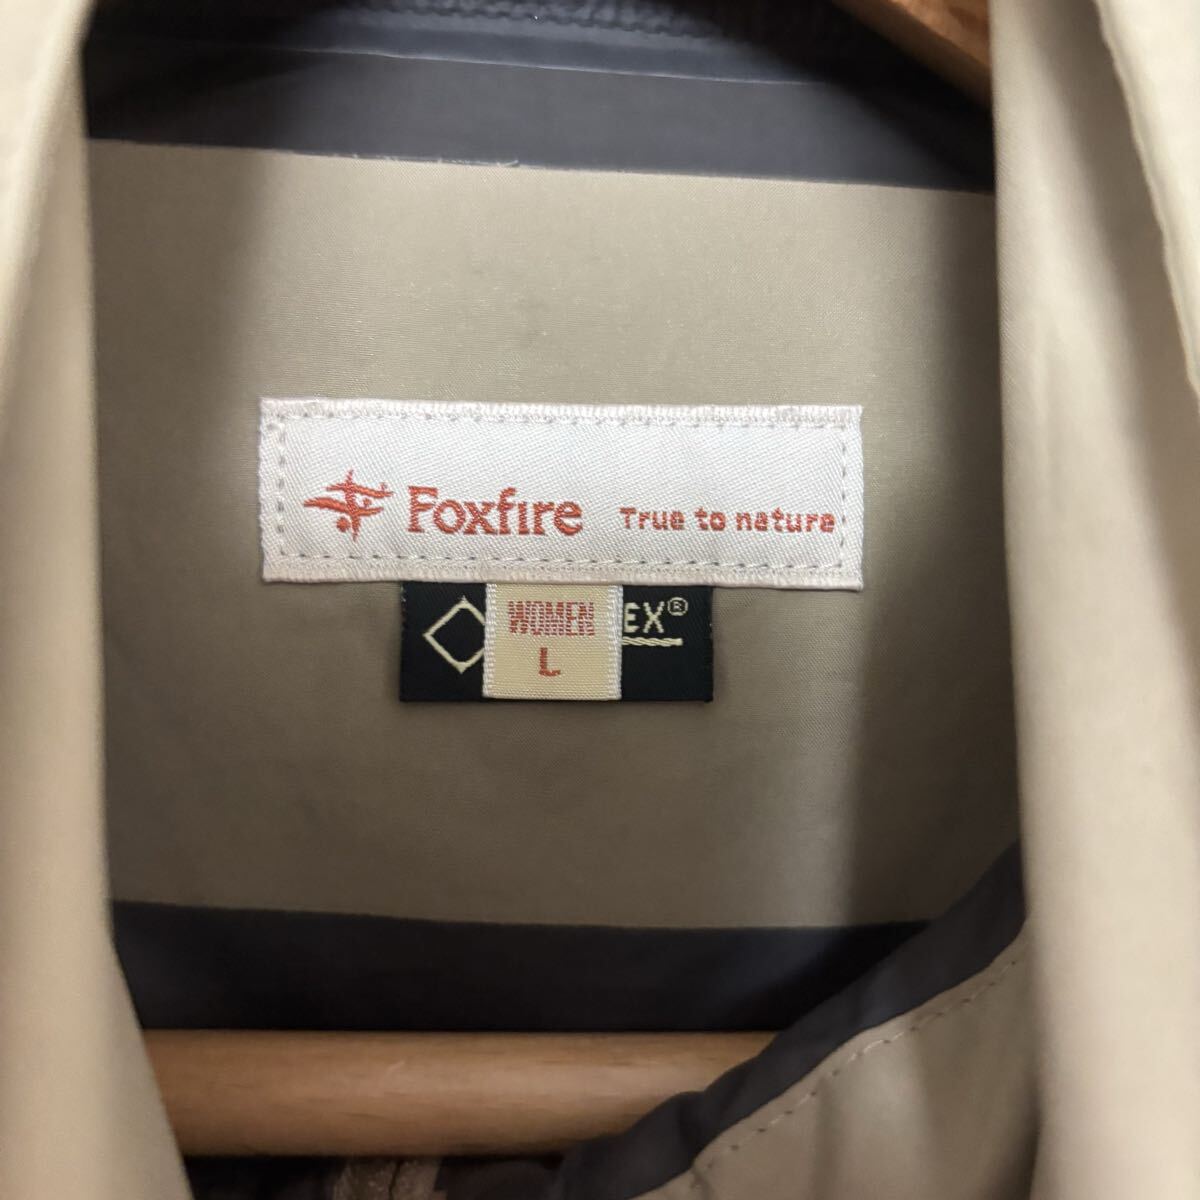 Foxfire True to nature
WOMEN
L
EX®